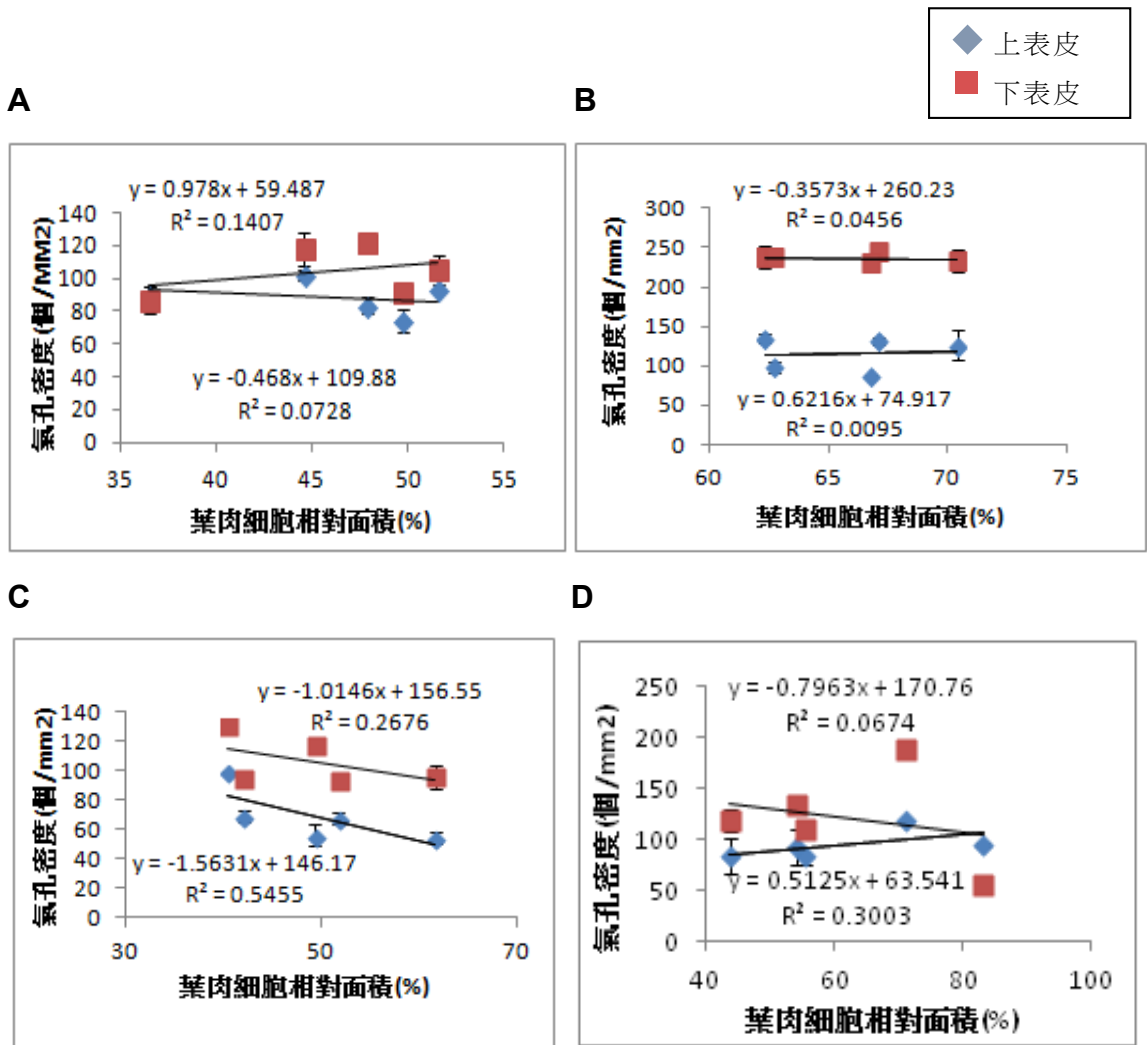 上表皮
下表皮
A
y = 0.978x + 59.487
R² = 0.1407
氣孔密度(個/MM2)
140
120
100
80
60
40
20
0
y = -0.468x + 109.88
R² = 0.0728
35
40
45
50
55
葉肉細胞相對面積(%)
B
y = -0.3573x + 260.23
R² = 0.0456
氣孔密度(個/mm2)
300
250
200
150
100
50
0
y = 0.6216x + 74.917
R² = 0.0095
60
65
70
75
葉肉細胞相對面積(%)
C
y = -1.0146x + 156.55
R² = 0.2676
氣孔密度(個/mm2)
140
120
100
80
60
40
20
0
y = -1.5631x + 146.17
R² = 0.5455
30
50
70
葉肉細胞相對面積(%)
D
y = -0.7963x + 170.76
R² = 0.0674
氣孔密度(個/mm2)
250
200
150
100
50
0
y = 0.5125x + 63.541
R² = 0.3003
40
60
80
100
葉肉細胞相對面積(%)